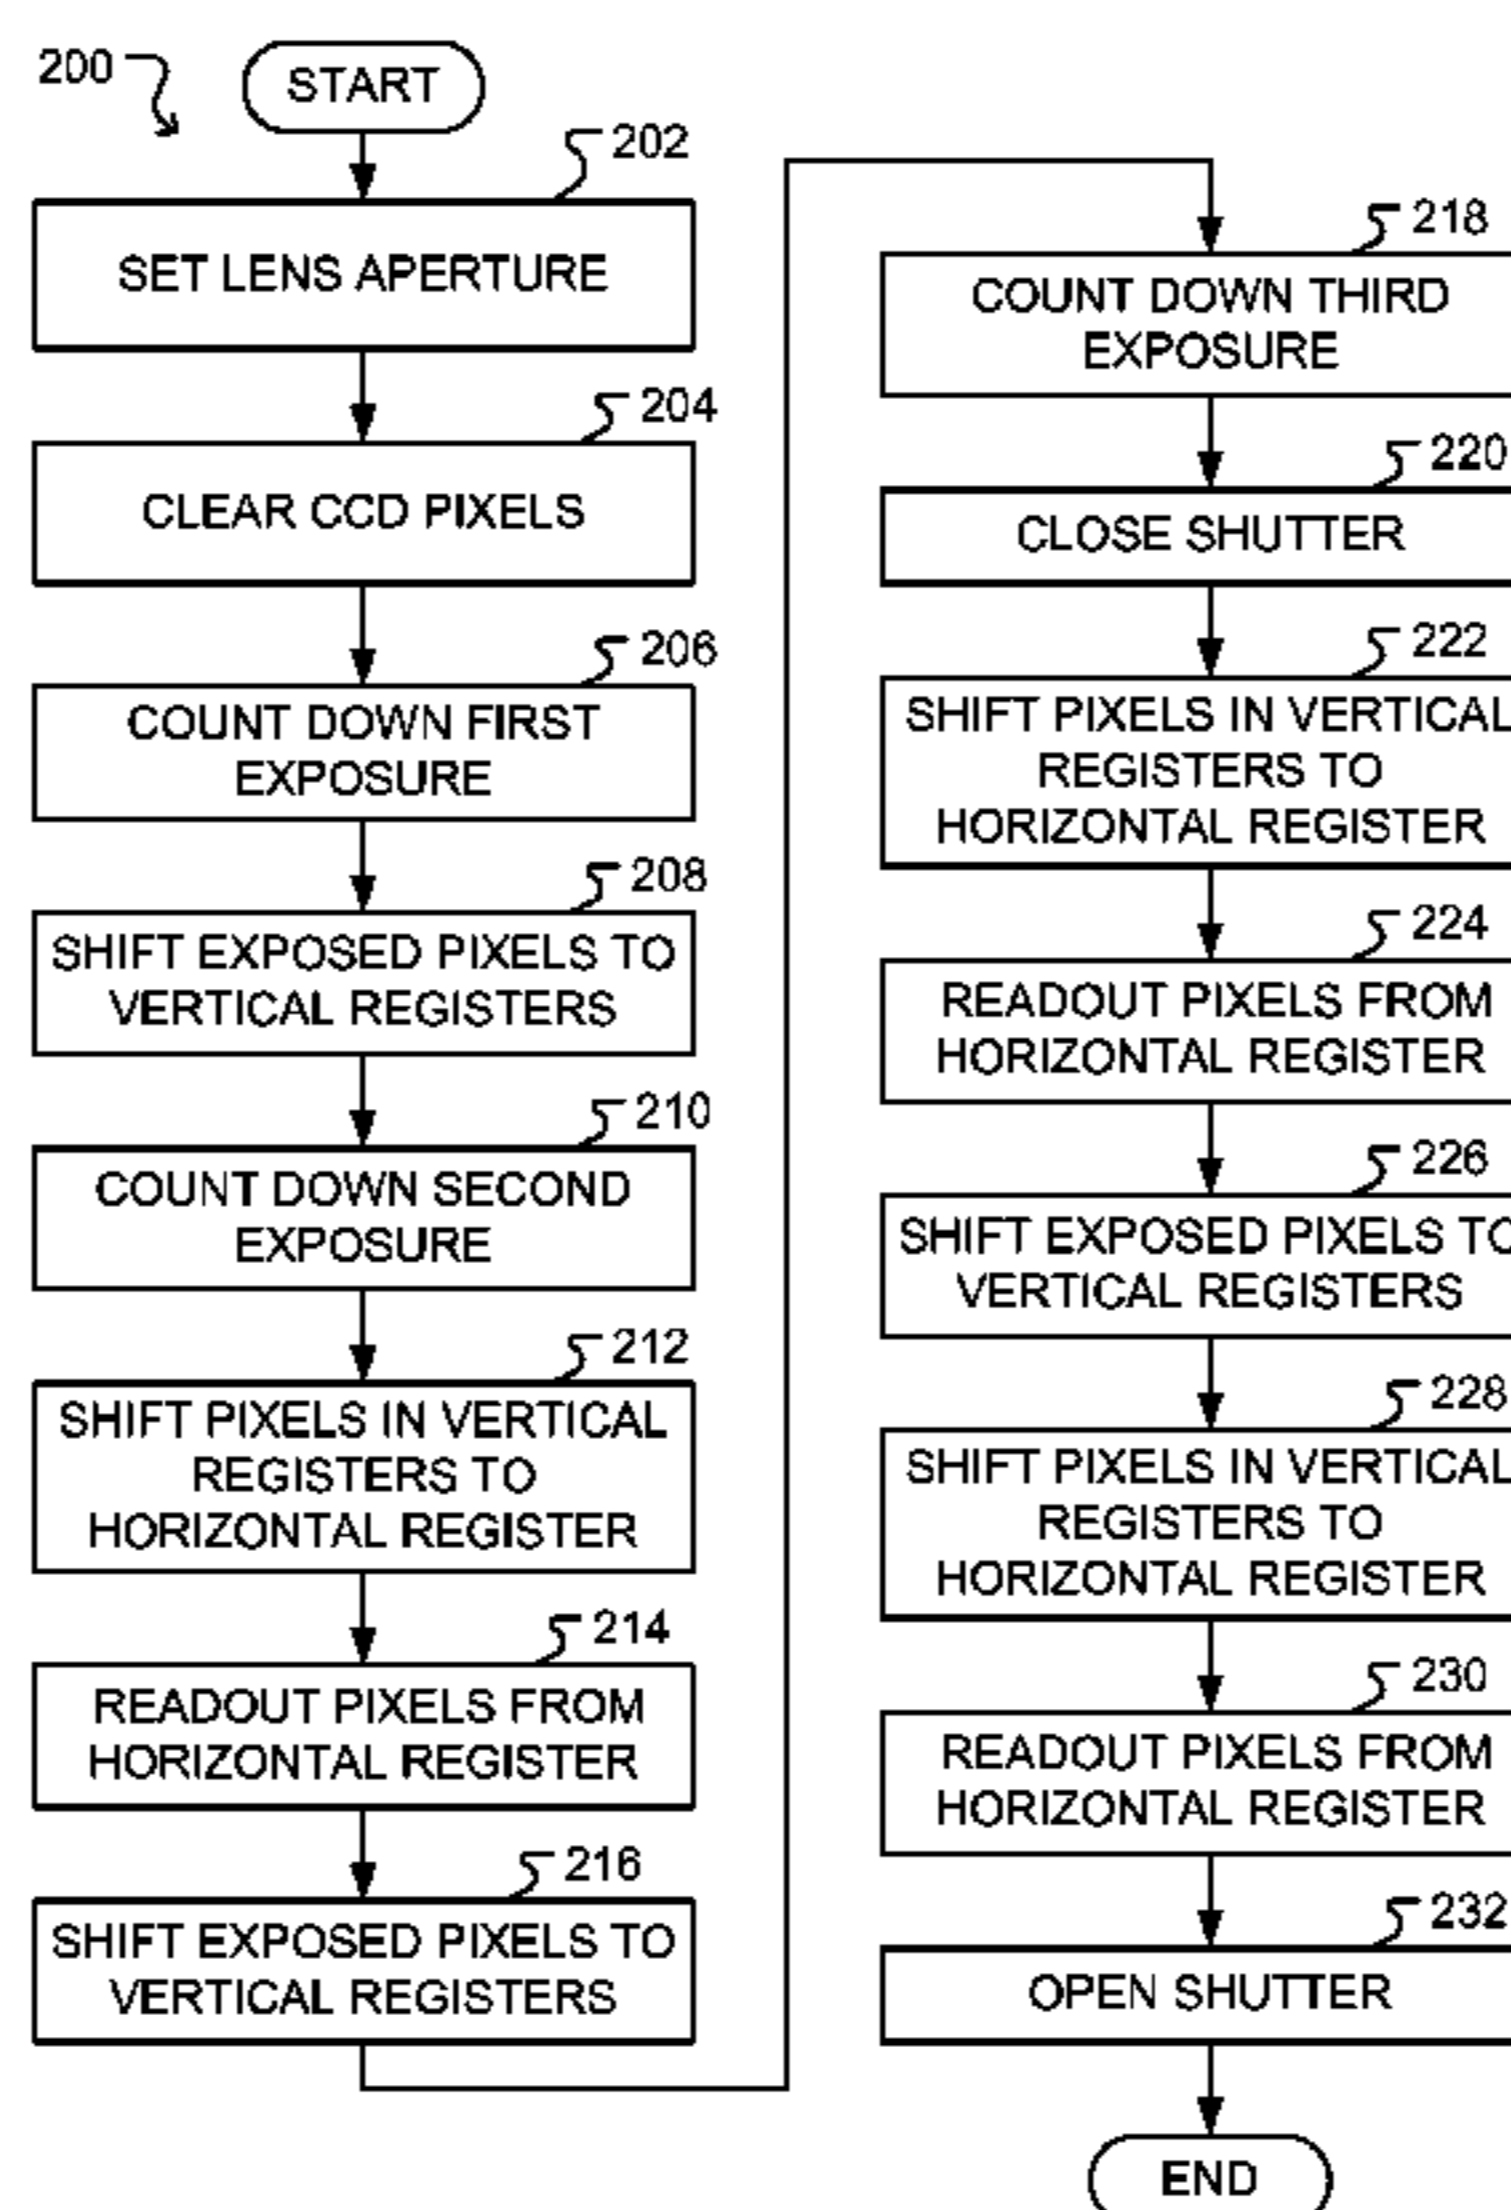 200
START
202
SET LENS APERTURE
204
CLEAR CCD PIXELS
206
COUNT DOWN FIRST
EXPOSURE
208
SHIFT EXPOSED PIXELS TO
VERTICAL REGISTERS
210
COUNT DOWN SECOND
EXPOSURE
212
SHIFT PIXELS IN VERTICAL
REGISTERS TO
HORIZONTAL REGISTER
214
READOUT PIXELS FROM
HORIZONTAL REGISTER
216
SHIFT EXPOSED PIXELS TO
VERTICAL REGISTERS
218
COUNT DOWN THIRD
EXPOSURE
220
CLOSE SHUTTER
222
SHIFT PIXELS IN VERTICAL
REGISTERS TO
HORIZONTAL REGISTER
224
READOUT PIXELS FROM
HORIZONTAL REGISTER
226
SHIFT EXPOSED PIXELS TO
VERTICAL REGISTERS
228
SHIFT PIXELS IN VERTICAL
REGISTERS TO
HORIZONTAL REGISTER
230
READOUT PIXELS FROM
HORIZONTAL REGISTER
232
OPEN SHUTTER
END